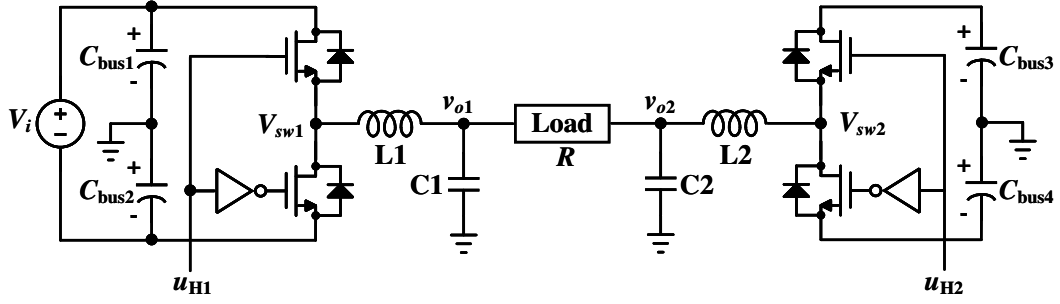 +
C_bus1
-
V_i
+
-
+
C_bus2
-
V_sw1
L1
v_o1
C1
Load
R
v_o2
C2
L2
V_sw2
+
C_bus3
-
+
C_bus4
-
u_H1
u_H2